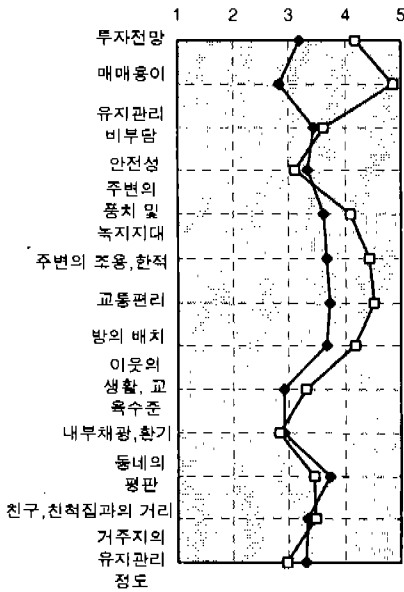 1 2 3 4 5
투자전망
매매용이
유지관리
비부담
안전성
주변의
풍치 및
녹지지대
주변의 조용,한적
교통편리
방의 배치
이웃의
생활, 교
육수준
내부채광,환기
동네의
평판
친구,친척집과의 거리
거주지의
유지관리
정도